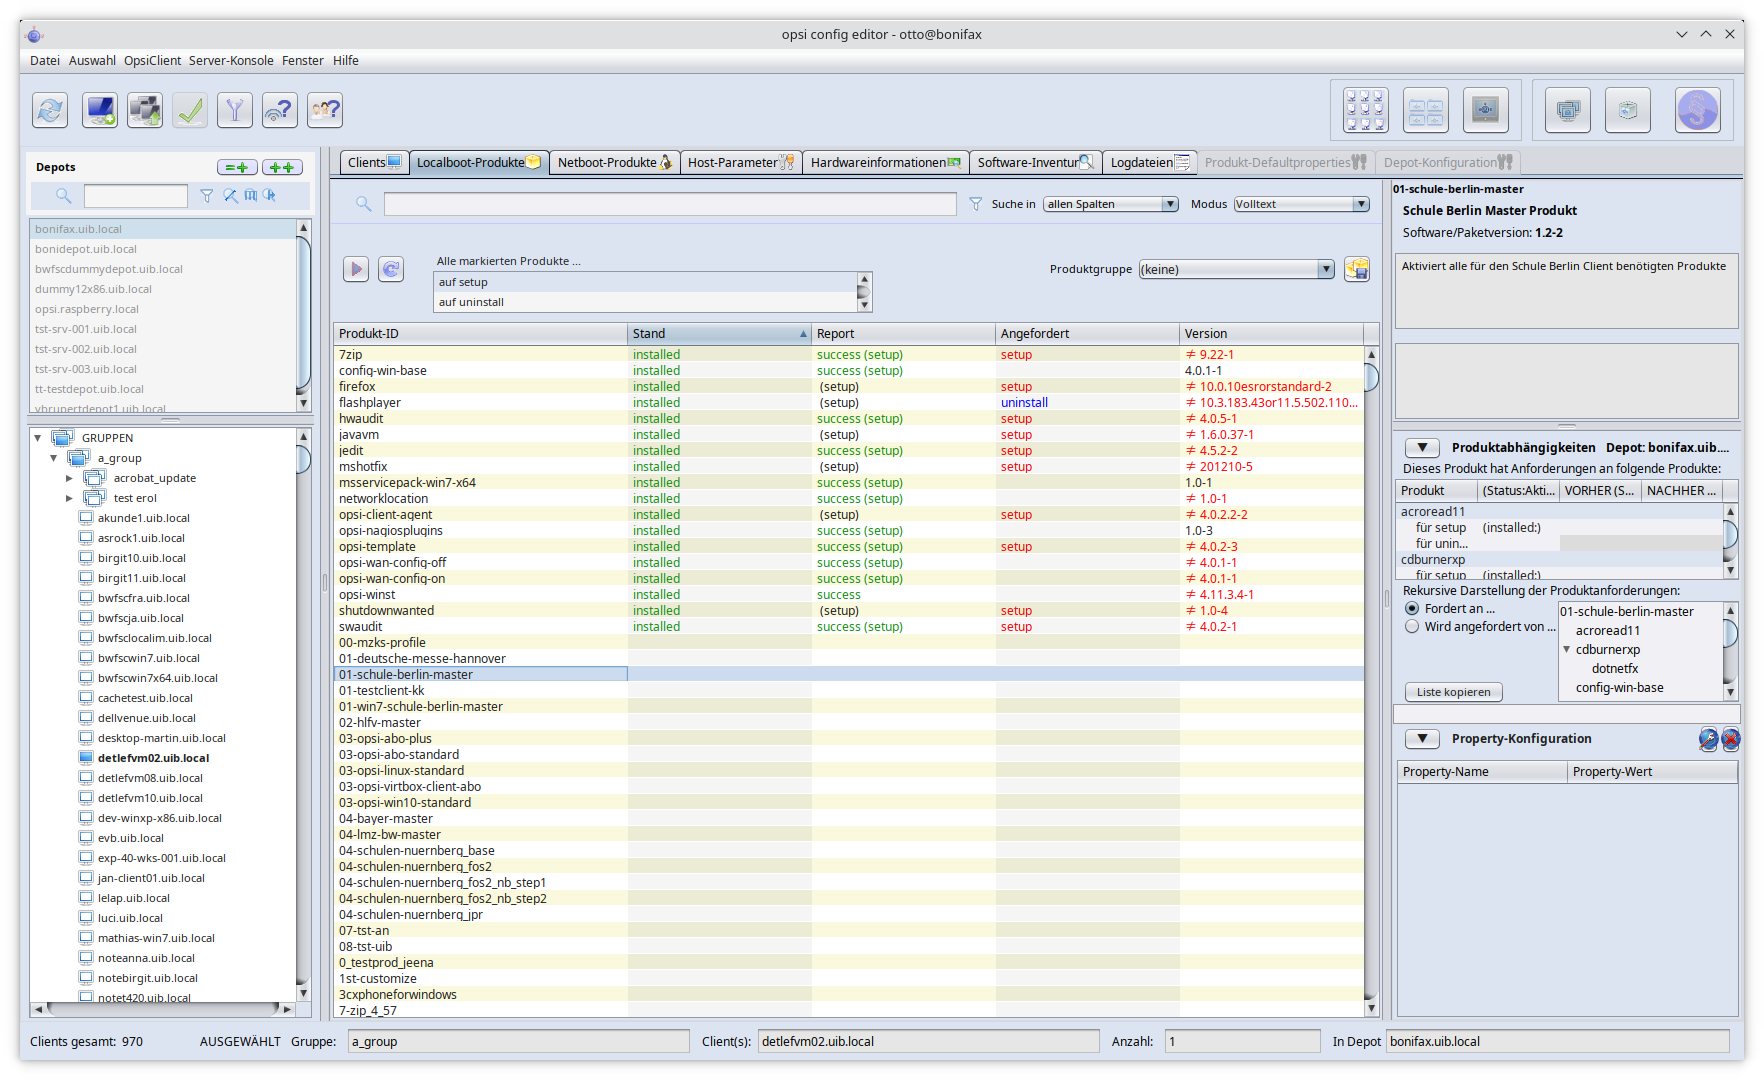 opsi config editor - otto@bonifax
Datei Auswahl OpsiClient Server-Konsole Fenster Hilfe
Depots
bonifax.uib.local
bonidepot.uib.local
bwfscdummydepot.uib.local
dummy12x86.uib.local
opsi.raspberry.local
tst-srv-001.uib.local
tst-srv-002.uib.local
tst-srv-003.uib.local
tt-testdepot.uib.local
vbrupertdepot1.uib.local
GRUPPEN
a_group
acrobat_update
test erol
akunde1.uib.local
asrock1.uib.local
birgit10.uib.local
birgit11.uib.local
bwfscfra.uib.local
bwfscja.uib.local
bwfsclocalim.uib.local
bwfscwin7.uib.local
bwfscwin7x64.uib.local
cachetest.uib.local
dellvenue.uib.local
desktop-martin.uib.local
detlefvm02.uib.local
detlefvm08.uib.local
detlefvm10.uib.local
dev-winxp-x86.uib.local
evb.uib.local
exp-40-wks-001.uib.local
jan-client01.uib.local
lelap.uib.local
luci.uib.local
mathias-win7.uib.local
noteanna.uib.local
notebirgit.uib.local
notet420.uib.local
Clients Localboot-Produkte Netboot-Produkte Host-Parameter Hardwareinformationen Software-Inventur Logdateien Produkt-Defaultproperties Depot-Konfiguration
Suche in allen Spalten Modus Volltext
Alle markierten Produkte ...
auf setup
auf uninstall
Produktgruppe (keine)
Produkt-ID Stand Report Angefordert Version
7zip installed success (setup) setup ≠ 9.22-1
config-win-base installed success (setup) 4.0.1-1
firefox installed (setup) setup ≠ 10.0.10esrorstandard-2
flashplayer installed (setup) uninstall ≠ 10.3.183.43or11.5.502.110...
hwaudit installed success (setup) setup ≠ 4.0.5-1
javavm installed (setup) setup ≠ 1.6.0.37-1
jedit installed success (setup) setup ≠ 4.5.2-2
mshotfix installed (setup) setup ≠ 201210-5
msservicepack-win7-x64 installed success (setup) 1.0-1
networklocation installed success (setup) ≠ 1.0-1
opsi-client-agent installed (setup) setup ≠ 4.0.2.2-2
opsi-nagiosplugins installed success (setup) 1.0-3
opsi-template installed success (setup) setup ≠ 4.0.2-3
opsi-wan-config-off installed success (setup) ≠ 4.0.1-1
opsi-wan-config-on installed success (setup) ≠ 4.0.1-1
opsi-winst installed success ≠ 4.11.3.4-1
shutdownwanted installed (setup) setup ≠ 1.0-4
swaudit installed success (setup) setup ≠ 4.0.2-1
00-mzks-profile
01-deutsche-messe-hannover
01-schule-berlin-master
01-testclient-kk
01-win7-schule-berlin-master
02-hlfv-master
03-opsi-abo-plus
03-opsi-abo-standard
03-opsi-linux-standard
03-opsi-virtbox-client-abo
03-opsi-win10-standard
04-bayer-master
04-lmz-bw-master
04-schulen-nuernberg_base
04-schulen-nuernberg_fos2
04-schulen-nuernberg_fos2_nb_step1
04-schulen-nuernberg_fos2_nb_step2
04-schulen-nuernberg_jpr
07-tst-an
08-tst-uib
0_testprod_jeena
1st-customize
3cxphoneforwindows
7-zip_4_57
01-schule-berlin-master
Schule Berlin Master Produkt
Software/Paketversion: 1.2-2
Aktiviert alle für den Schule Berlin Client benötigten Produkte
Produktabhängigkeiten Depot: bonifax.uib....
Dieses Produkt hat Anforderungen an folgende Produkte:
Produkt (Status:Akti... VORHER (S... NACHHER ...
acroread11
für setup (installed:)
für unin...
cdburnerxp
für setup (installed:)
Rekursive Darstellung der Produktanforderungen:
Fordert an ...
Wird angefordert von ...
Liste kopieren
01-schule-berlin-master
acroread11
cdburnerxp
dotnetfx
config-win-base
Property-Konfiguration
Property-Name Property-Wert
Clients gesamt: 970 AUSGEWÄHLT Gruppe: a_group Client(s): detlefvm02.uib.local Anzahl: 1 In Depot bonifax.uib.local